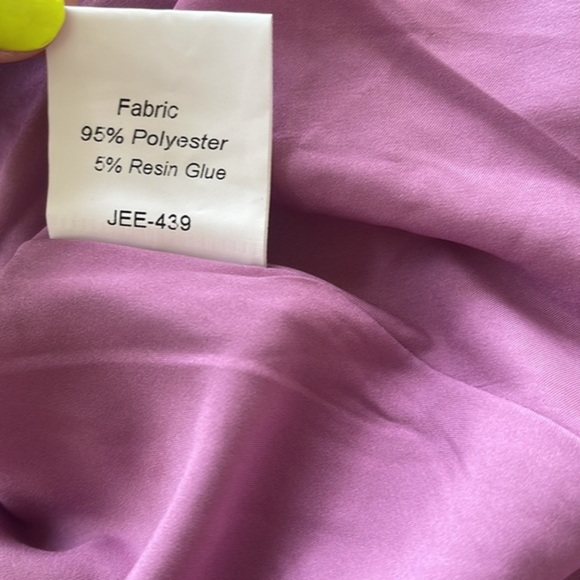 Fabric
95% Polyester
5% Resin Glue
JEE-439